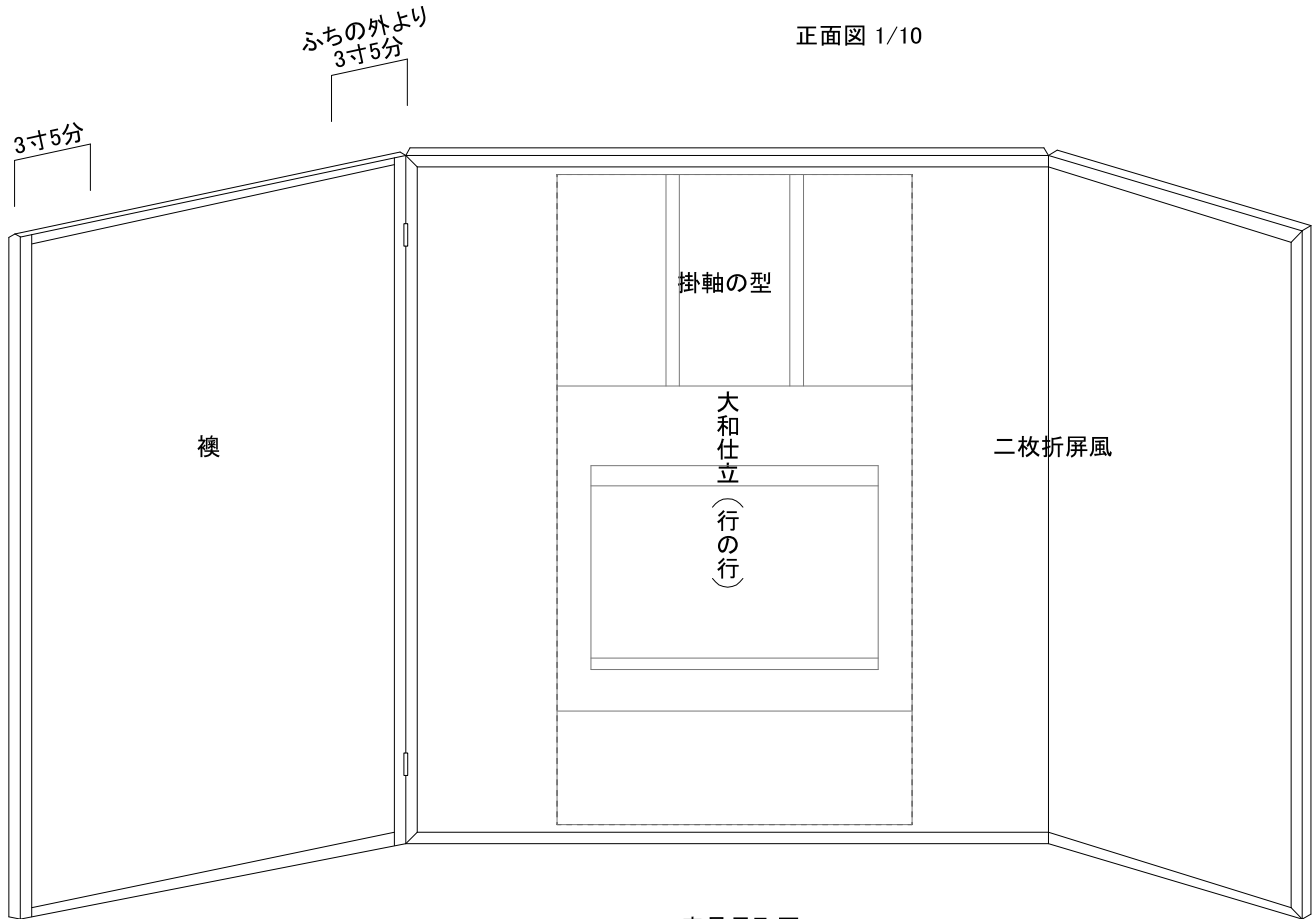 正面図 1/10
ふちの外より
3寸5分
3寸5分
掛軸の型
大和仕立（行の行）
襖
二枚折屏風